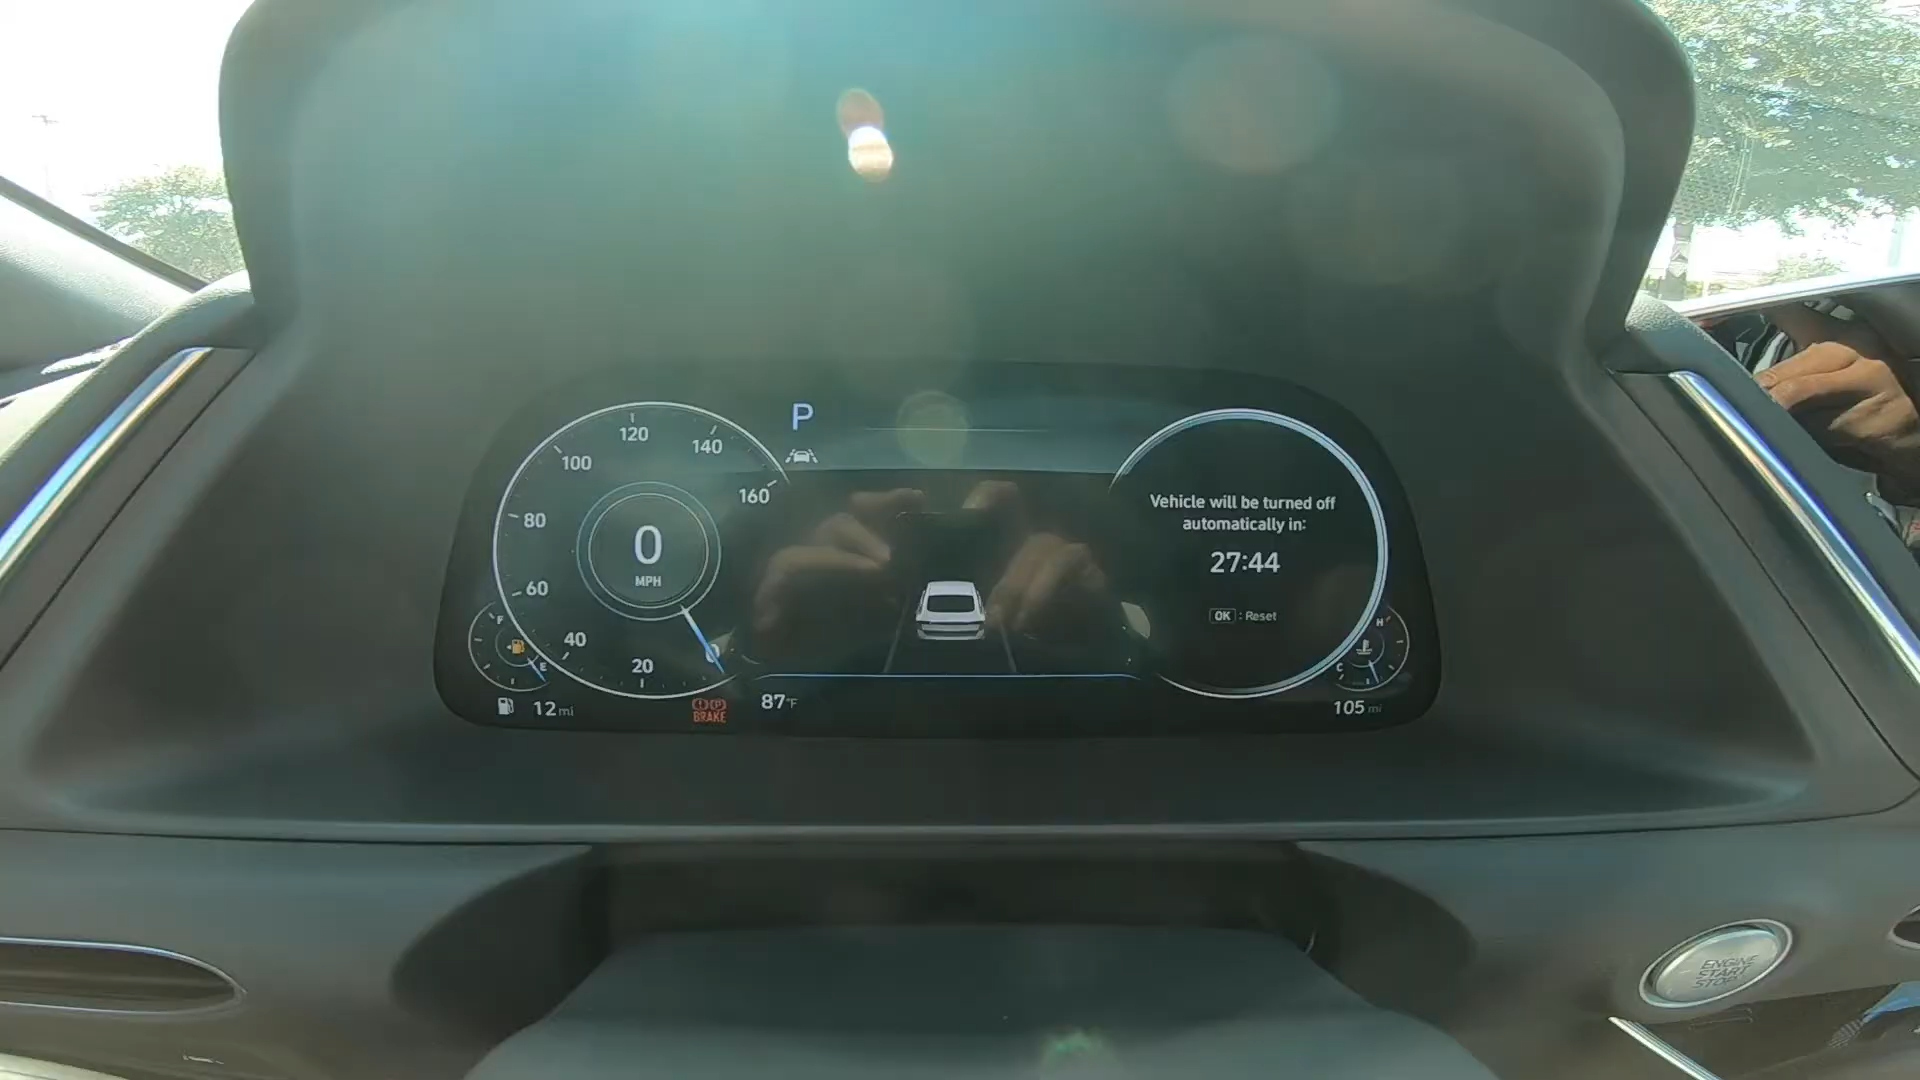 P
120
140
100
160
80
60
40
20
0
0
MPH
F
E
12 mi
BRAKE
87°F
Vehicle will be turned off
automatically in:
27:44
OK : Reset
H
C
105 mi
ENGINE
START
STOP